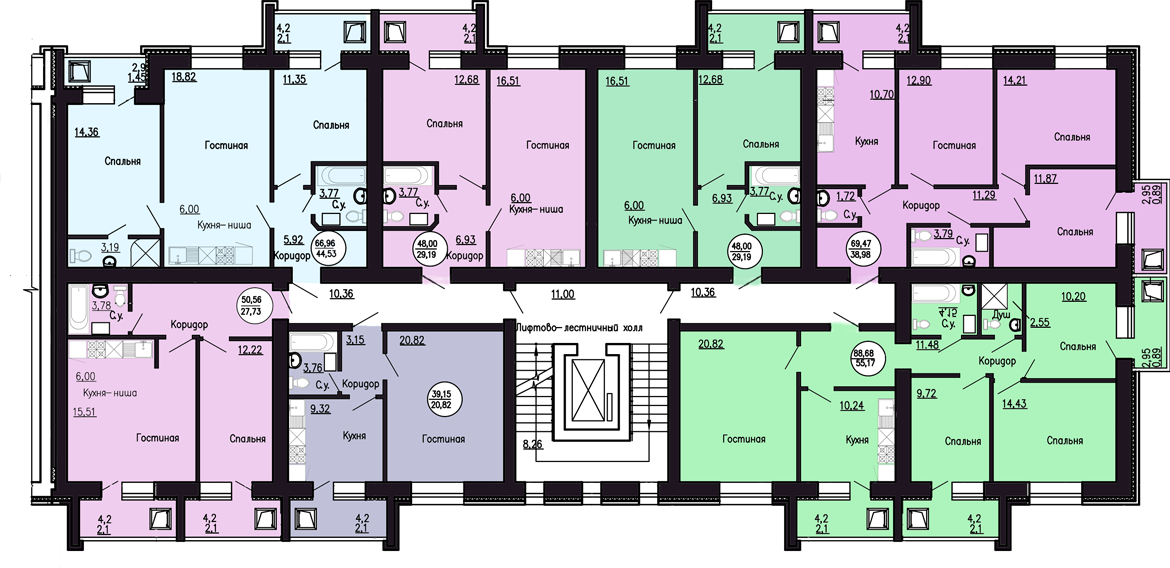 4,2
2,1
4,2
2,1
4,2
2,1
4,2
2,1
2,9
1,45
18,82
11,35
12,68
16,51
16,51
12,68
10,70
12,90
14,21
14,36
Спальня
Гостиная
Спальня
Спальня
Гостиная
Гостиная
Спальня
Кухня
Гостиная
Спальня
3,77
С.у.
3,77
С.у.
3,77
С.у.
1,72
С.у.
11,29
11,87
2,95
0,89
6,00
Кухня-ниша
6,00
Кухня-ниша
6,00
Кухня-ниша
6,93
Коридор
Спальня
3,19
С.у.
5,92
Коридор
66,96
44,53
48,00
29,19
6,93
48,00
29,19
69,47
38,98
3,79
С.у.
3,78
С.у.
50,56
27,73
10,36
11,00
10,36
4,15
С.у.
Душ
2,55
10,20
Спальня
2,95
0,89
Коридор
Лифтово-лестничный холл
12,22
3,15
20,82
20,82
88,68
55,17
11,48
Коридор
3,76
С.у.
Коридор
6,00
Кухня-ниша
15,51
39,15
20,82
9,32
10,24
9,72
14,43
Гостиная
Спальня
Кухня
Гостиная
8,26
Гостиная
Кухня
Спальня
Спальня
4,2
2,1
4,2
2,1
4,2
2,1
4,2
2,1
4,2
2,1